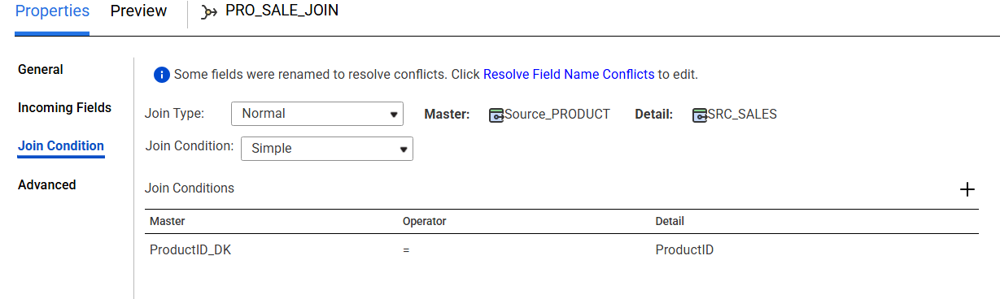 Properties Preview PRO_SALE_JOIN
General
Some fields were renamed to resolve conflicts. Click Resolve Field Name Conflicts to edit.
Incoming Fields
Join Type: Normal Master: Source_PRODUCT Detail: SRC_SALES
Join Condition
Join Condition: Simple
Advanced
Join Conditions +
Master Operator Detail
ProductID_DK = ProductID